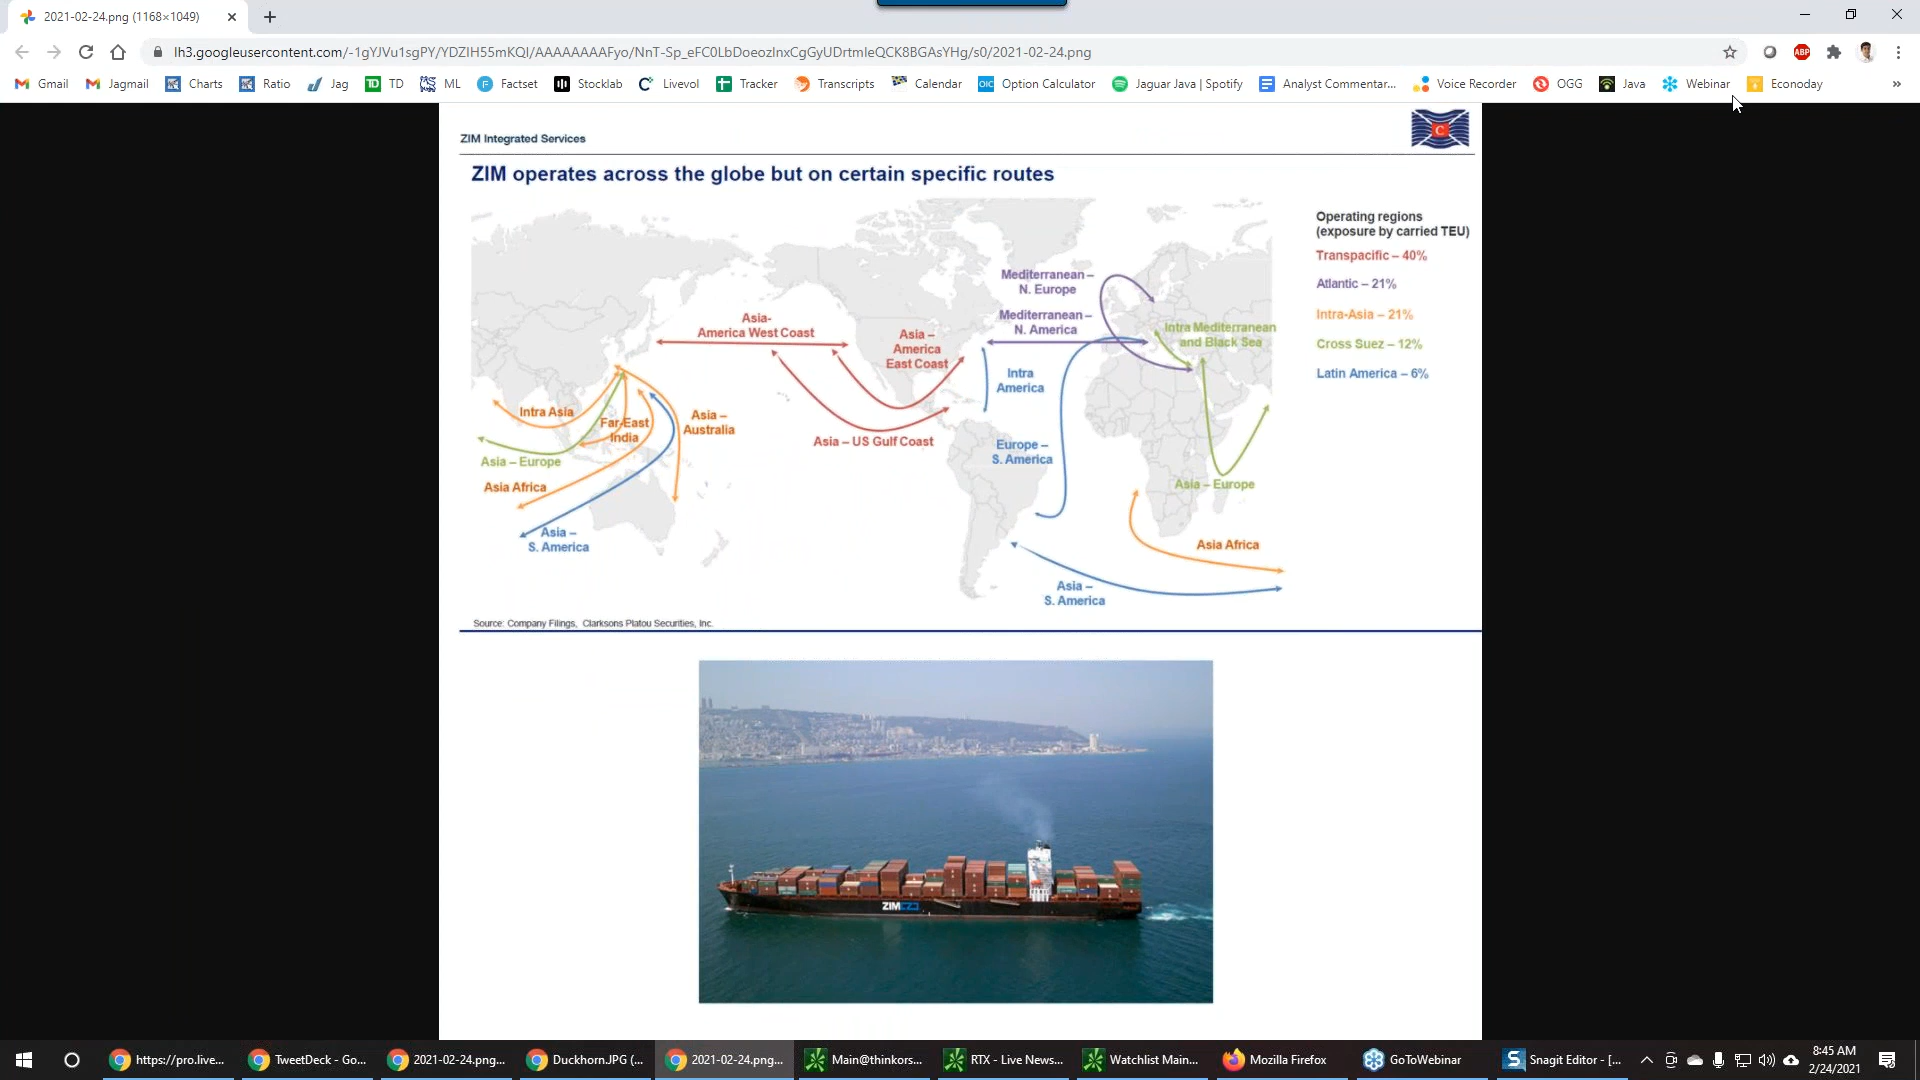 2021-02-24.png (1168×1049)
lh3.googleusercontent.com/-1gYJVu1sgPY/YDZIH55mKQI/AAAAAAAAFyo/NnT-Sp_eFC0LbDoeozlnxCgGyUDrtmleQCK8BGAsYHg/s0/2021-02-24.png
ABP
Gmail Jagmail Charts Ratio Jag TD ML Factset Stocklab Livevol Tracker Transcripts Calendar Option Calculator Jaguar Java | Spotify Analyst Commentar... Voice Recorder OGG Java Webinar Econoday »
ZIM Integrated Services
C
ZIM operates across the globe but on certain specific routes
Operating regions
(exposure by carried TEU)
Transpacific – 40%
Atlantic – 21%
Intra-Asia – 21%
Cross Suez – 12%
Latin America – 6%
Mediterranean –
N. Europe
Mediterranean –
N. America
Intra Mediterranean
and Black Sea
Asia-
America West Coast
Asia –
America
East Coast
Intra
America
Intra Asia
Far-East
India
Asia –
Australia
Asia – US Gulf Coast
Europe –
S. America
Asia – Europe
Asia – Europe
Asia Africa
Asia –
S. America
Asia Africa
Asia –
S. America
Source: Company Filings, Clarksons Platou Securities, Inc.
ZIM
https://pro.live... TweetDeck - Go... 2021-02-24.png... Duckhorn.JPG (... 2021-02-24.png... Main@thinkors... RTX - Live News... Watchlist Main... Mozilla Firefox GoToWebinar Snagit Editor - [...
8:45 AM
2/24/2021